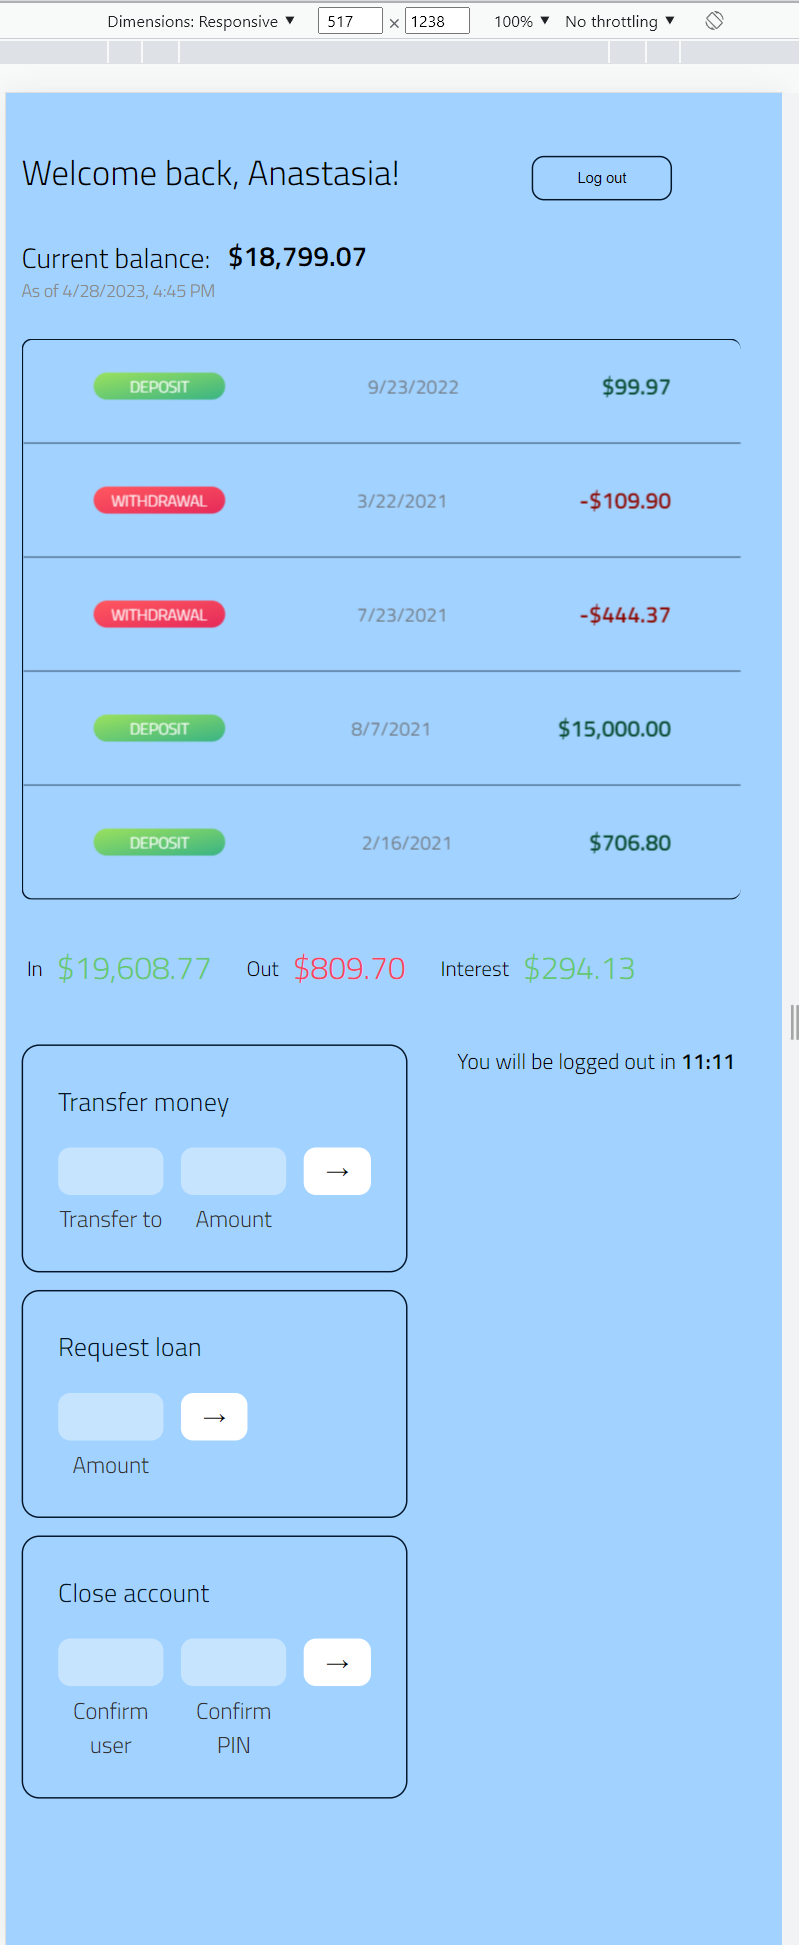 Dimensions: Responsive ▼ 517 × 1238 100% ▼ No throttling ▼
Welcome back, Anastasia!
Log out
Current balance: $18,799.07
As of 4/28/2023, 4:45 PM
DEPOSIT 9/23/2022 $99.97
WITHDRAWAL 3/22/2021 -$109.90
WITHDRAWAL 7/23/2021 -$444.37
DEPOSIT 8/7/2021 $15,000.00
DEPOSIT 2/16/2021 $706.80
In $19,608.77 Out $809.70 Interest $294.13
You will be logged out in 11:11
Transfer money
→
Transfer to Amount
Request loan
→
Amount
Close account
→
Confirm user
Confirm PIN